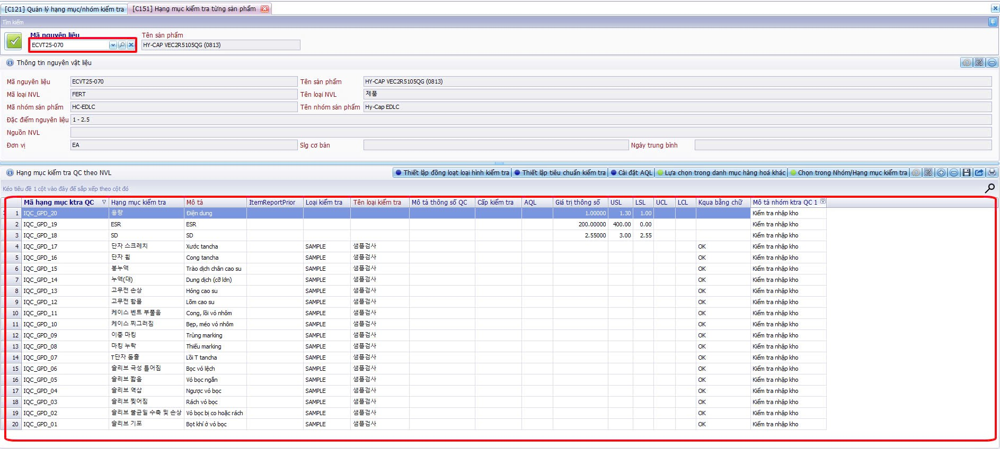 [C121] Quản lý hạng mục/nhóm kiểm tra [C151] Hạng mục kiểm tra từng sản phẩm
Tìm kiếm
Mã nguyên liệu Tên sản phẩm
ECVT25-070 HY-CAP VEC2R5105QG (0813)
Thông tin nguyên vật liệu
Mã nguyên liệu ECVT25-070 Tên sản phẩm HY-CAP VEC2R5105QG (0813)
Mã loại NVL FERT Tên loại NVL 제품
Mã nhóm sản phẩm HC-EDLC Tên nhóm sản phẩm Hy-Cap EDLC
Đặc điểm nguyên liệu 1 - 2.5
Nguồn NVL
Đơn vị EA Slg cơ bản Ngày trung bình
Hạng mục kiểm tra QC theo NVL Thiết lập đồng loạt loại hình kiểm tra Thiết lập tiêu chuẩn kiểm tra Cài đặt AQL Lựa chọn trong danh mục hàng hoá khác Chọn trong Nhóm/Hạng mục kiểm tra
Kéo tiêu đề 1 cột vào đây để sắp xếp theo cột đó
Mã hạng mục ktra QC Hạng mục kiểm tra Mô tả ItemReportPrior Loại kiểm tra Tên loại kiểm tra Mô tả thông số QC Cấp kiểm tra AQL Giá trị thông số USL LSL UCL LCL Kqua bằng chữ Mô tả nhóm ktra QC 1
1 IQC_GPD_20 용량 Điện dung 1.00000 1.30 1.00 Kiểm tra nhập kho
2 IQC_GPD_19 ESR ESR 200.00000 400.00 0.00 Kiểm tra nhập kho
3 IQC_GPD_18 SD SD 2.55000 3.00 2.55 Kiểm tra nhập kho
4 IQC_GPD_17 단자 스크레치 Xước tancha SAMPLE 샘플검사 OK Kiểm tra nhập kho
5 IQC_GPD_16 단자 휨 Cong tancha SAMPLE 샘플검사 OK Kiểm tra nhập kho
6 IQC_GPD_15 봉누액 Trào dịch chân cao su SAMPLE 샘플검사 OK Kiểm tra nhập kho
7 IQC_GPD_14 누액(대) Dung dịch (cỡ lớn) SAMPLE 샘플검사 OK Kiểm tra nhập kho
8 IQC_GPD_13 고무전 손상 Hỏng cao su SAMPLE 샘플검사 OK Kiểm tra nhập kho
9 IQC_GPD_12 고무전 함몰 Lõm cao su SAMPLE 샘플검사 OK Kiểm tra nhập kho
10 IQC_GPD_11 케이스 벤트 부풀음 Cong, lồi vỏ nhôm SAMPLE 샘플검사 OK Kiểm tra nhập kho
11 IQC_GPD_10 케이스 찌그러짐 Bẹp, méo vỏ nhôm SAMPLE 샘플검사 OK Kiểm tra nhập kho
12 IQC_GPD_09 이중 마킹 Trùng marking SAMPLE 샘플검사 OK Kiểm tra nhập kho
13 IQC_GPD_08 마킹 누락 Thiếu marking SAMPLE 샘플검사 OK Kiểm tra nhập kho
14 IQC_GPD_07 T단자 돌출 Lồi T tancha SAMPLE 샘플검사 OK Kiểm tra nhập kho
15 IQC_GPD_06 슬리브 극성 틀어짐 Bọc vỏ lệch SAMPLE 샘플검사 OK Kiểm tra nhập kho
16 IQC_GPD_05 슬리브 짧음 Vỏ bọc ngắn SAMPLE 샘플검사 OK Kiểm tra nhập kho
17 IQC_GPD_04 슬리브 역삽 Ngược vỏ bọc SAMPLE 샘플검사 OK Kiểm tra nhập kho
18 IQC_GPD_03 슬리브 찢어짐 Rách vỏ bọc SAMPLE 샘플검사 OK Kiểm tra nhập kho
19 IQC_GPD_02 슬리브 불균일 수축 및 손상 Vỏ bọc bị co hoặc rách SAMPLE 샘플검사 OK Kiểm tra nhập kho
20 IQC_GPD_01 슬리브 기포 Bọt khí ở vỏ bọc SAMPLE 샘플검사 OK Kiểm tra nhập kho